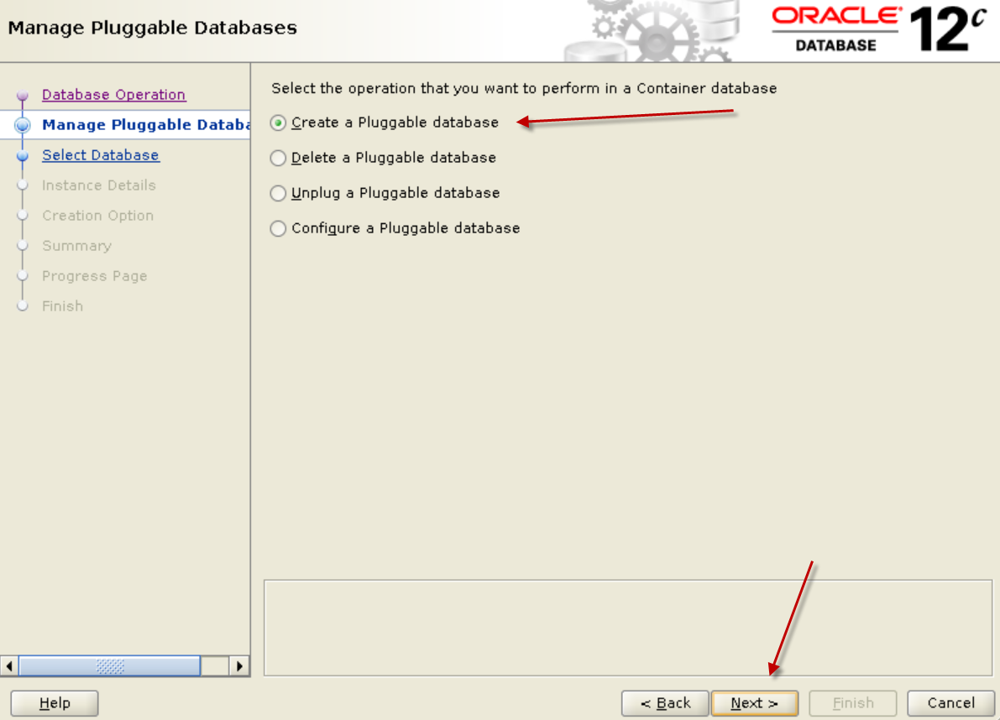 Manage Pluggable Databases
ORACLE
DATABASE
12c
Database Operation
Manage Pluggable Databa
Select Database
Instance Details
Creation Option
Summary
Progress Page
Finish
Select the operation that you want to perform in a Container database
Create a Pluggable database
Delete a Pluggable database
Unplug a Pluggable database
Configure a Pluggable database
Help
< Back
Next >
Finish
Cancel